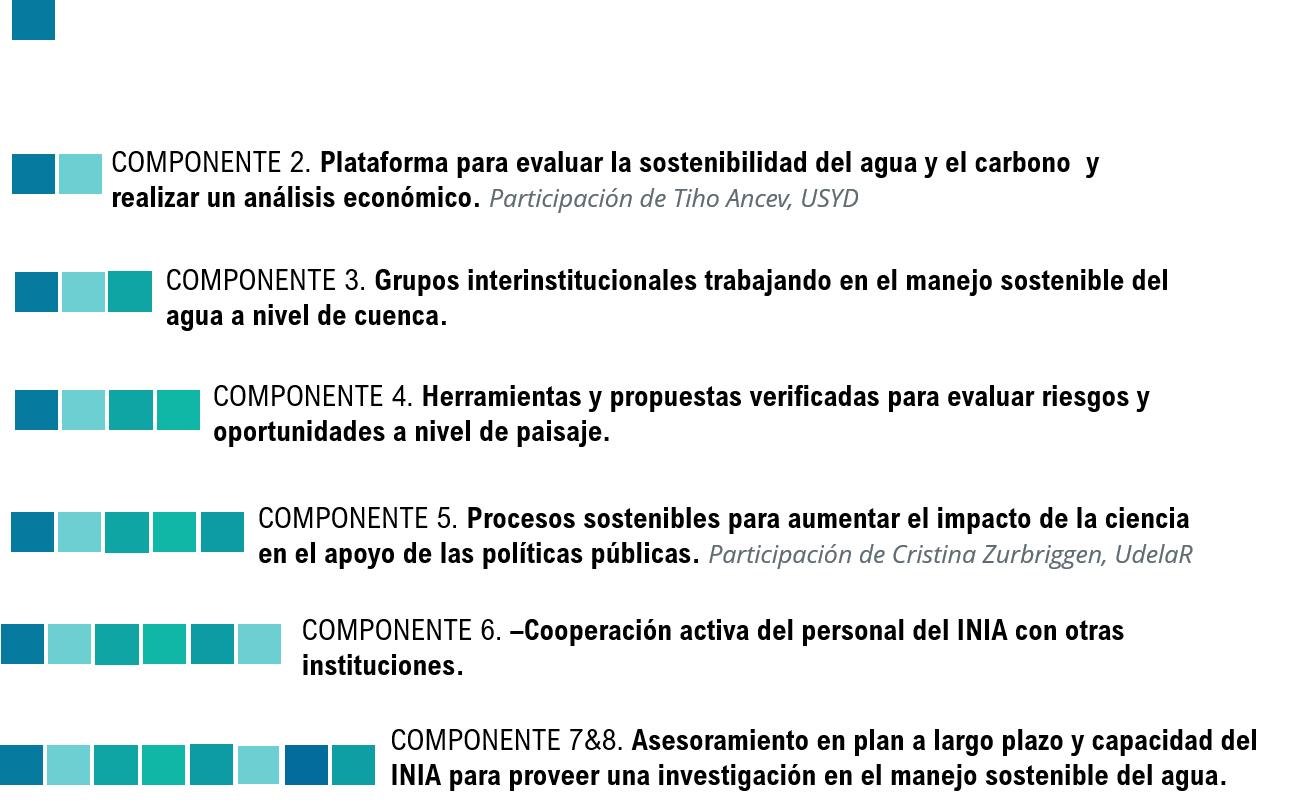 COMPONENTE 2. Plataforma para evaluar la sostenibilidad del agua y el carbono  y
realizar un análisis económico. Participación de Tiho Ancev, USYD
COMPONENTE 3. Grupos interinstitucionales trabajando en el manejo sostenible del
agua a nivel de cuenca.
COMPONENTE 4. Herramientas y propuestas verificadas para evaluar riesgos y
oportunidades a nivel de paisaje.
COMPONENTE 5. Procesos sostenibles para aumentar el impacto de la ciencia
en el apoyo de las políticas públicas. Participación de Cristina Zurbriggen, UdelaR
COMPONENTE 6. –Cooperación activa del personal del INIA con otras
instituciones.
COMPONENTE 7&8. Asesoramiento en plan a largo plazo y capacidad del
INIA para proveer una investigación en el manejo sostenible del agua.